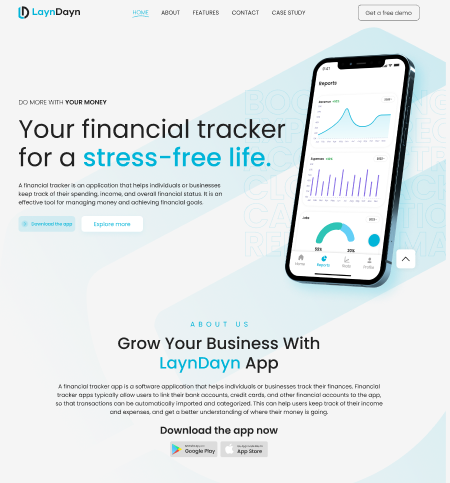 LaynDayn
HOME ABOUT FEATURES CONTACT CASE STUDY
Get a free demo
DO MORE WITH YOUR MONEY
Your financial tracker
for a stress-free life.
A financial tracker is an application that helps individuals or businesses
keep track of their spending, income, and overall financial status. It is an
effective tool for managing money and achieving financial goals.
Download the app
Explore more
9:41
Reports
Revenue
Expense
Jobs
52%
20%
Home
Reports
Profile
ABOUT US
Grow Your Business With
LaynDayn App
A financial tracker app is a software application that helps individuals or businesses track their finances. Financial
tracker apps typically allow users to link their bank accounts, credit cards, and other financial accounts to the app,
so that transactions can be automatically imported and categorized. This can help users keep track of their income
and expenses, and get a better understanding of where their money is going.
Download the app now
Google Play
App Store